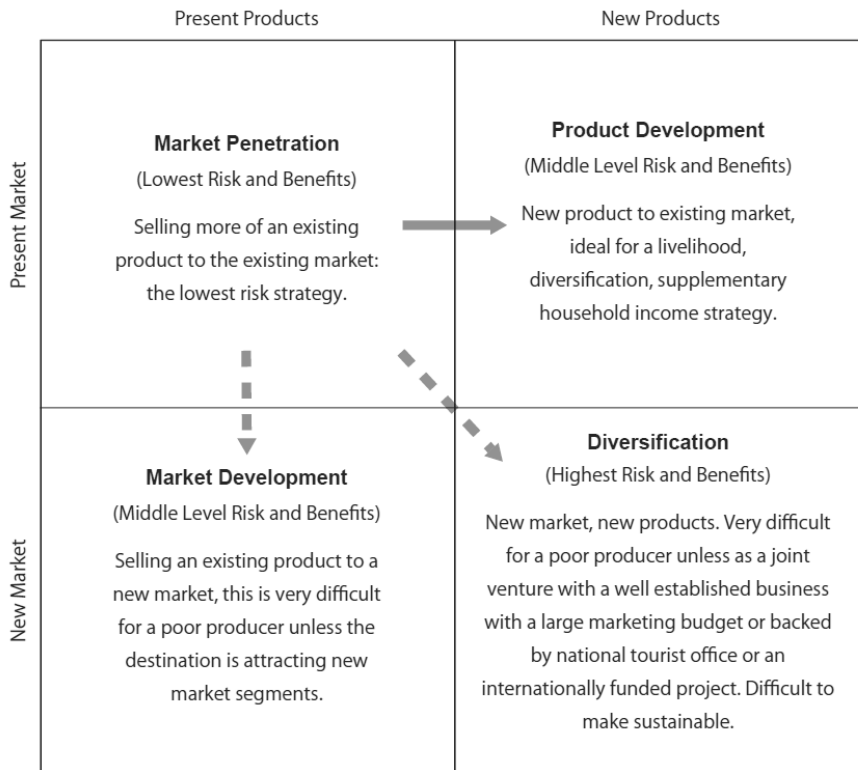 Present Products
New Products
Present Market
Market Penetration
(Lowest Risk and Benefits)
Selling more of an existing
product to the existing market:
the lowest risk strategy.
Product Development
(Middle Level Risk and Benefits)
New product to existing market,
ideal for a livelihood,
diversification, supplementary
household income strategy.
New Market
Market Development
(Middle Level Risk and Benefits)
Selling an existing product to a
new market, this is very difficult
for a poor producer unless the
destination is attracting new
market segments.
Diversification
(Highest Risk and Benefits)
New market, new products. Very difficult
for a poor producer unless as a joint
venture with a well established business
with a large marketing budget or backed
by national tourist office or an
internationally funded project. Difficult to
make sustainable.